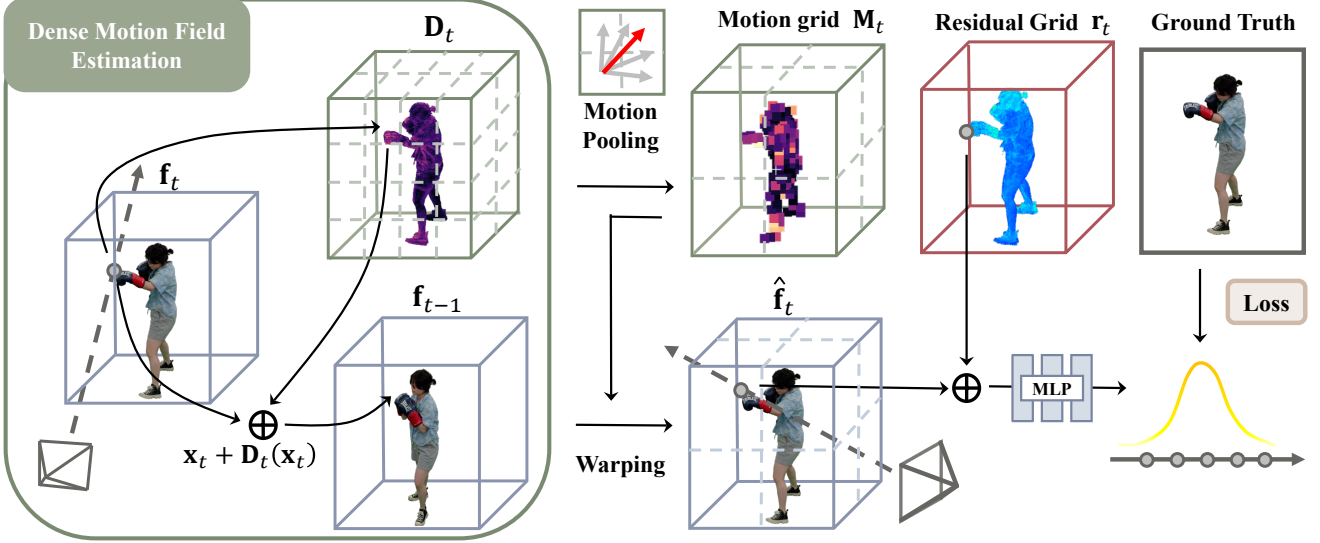 Dense Motion Field
Estimation
D_t
f_t
f_{t−1}
x_t + D_t(x_t)
Motion
Pooling
Motion grid M_t
Residual Grid r_t
Ground Truth
Warping
f̂_t
MLP
Loss